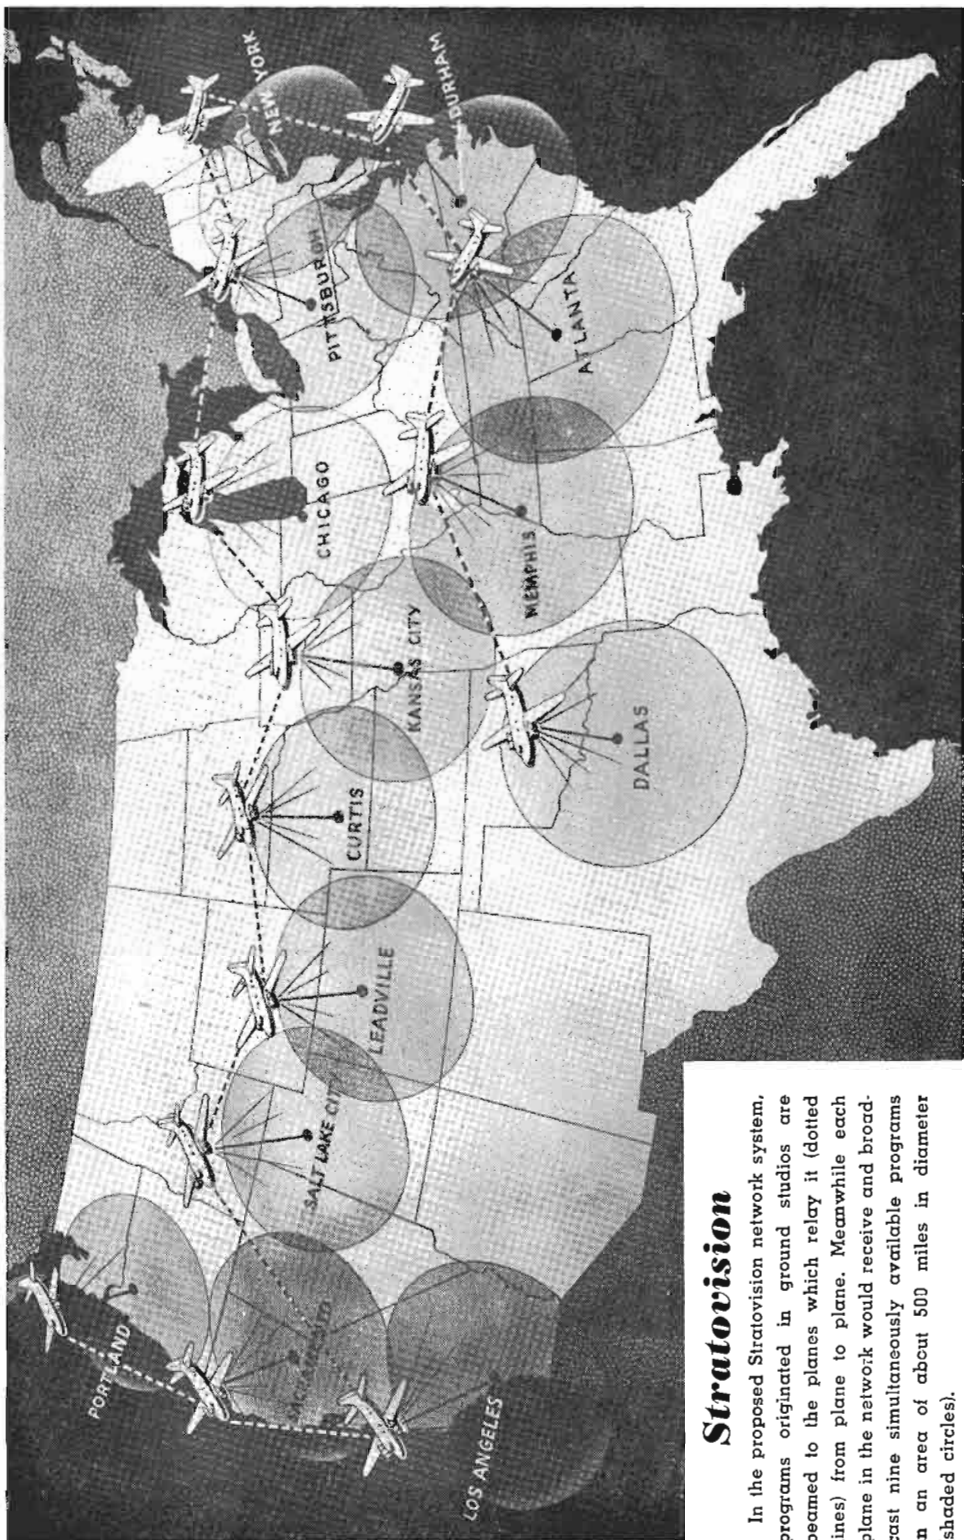 PORTLAND
SACRAMENTO
LOS ANGELES
SALT LAKE CITY
LEADVILLE
CURTIS
KANSAS CITY
DALLAS
CHICAGO
MEMPHIS
PITTSBURGH
ATLANTA
NEW YORK
DURHAM
Stratovision
In the proposed Stratovision network system,
programs originated in ground studios are
beamed to the planes which relay it (dotted
ines) from plane to plane. Meanwhile each
plane in the network would receive and broad-
cast nine simultaneously available programs
n an area of about 500 miles in diameter
shaded circles).